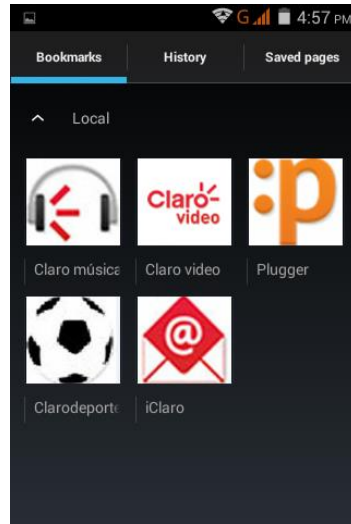 G 4:57 PM
Bookmarks History Saved pages
Local
Claro video
:p
Claro música Claro video Plugger
@
Clarodeporte iClaro